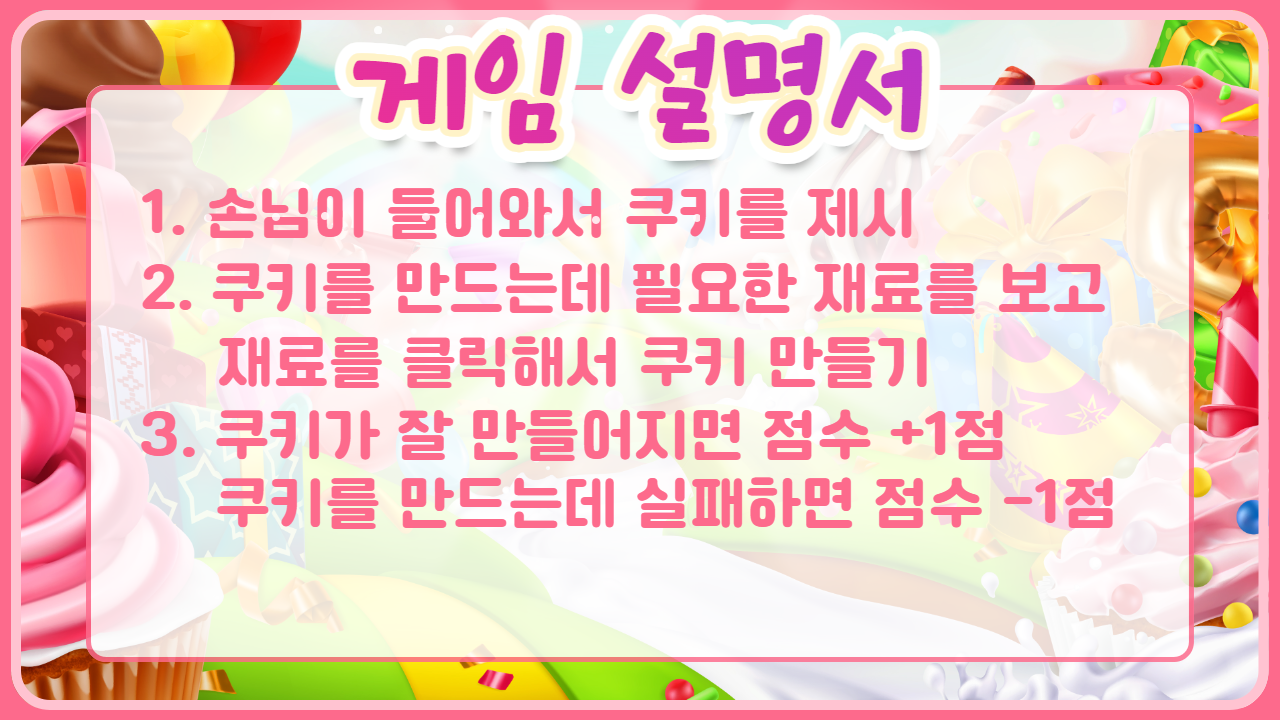 게임 설명서
1. 손님이 들어와서 쿠키를 제시
2. 쿠키를 만드는데 필요한 재료를 보고
재료를 클릭해서 쿠키 만들기
3. 쿠키가 잘 만들어지면 점수 +1점
쿠키를 만드는데 실패하면 점수 -1점